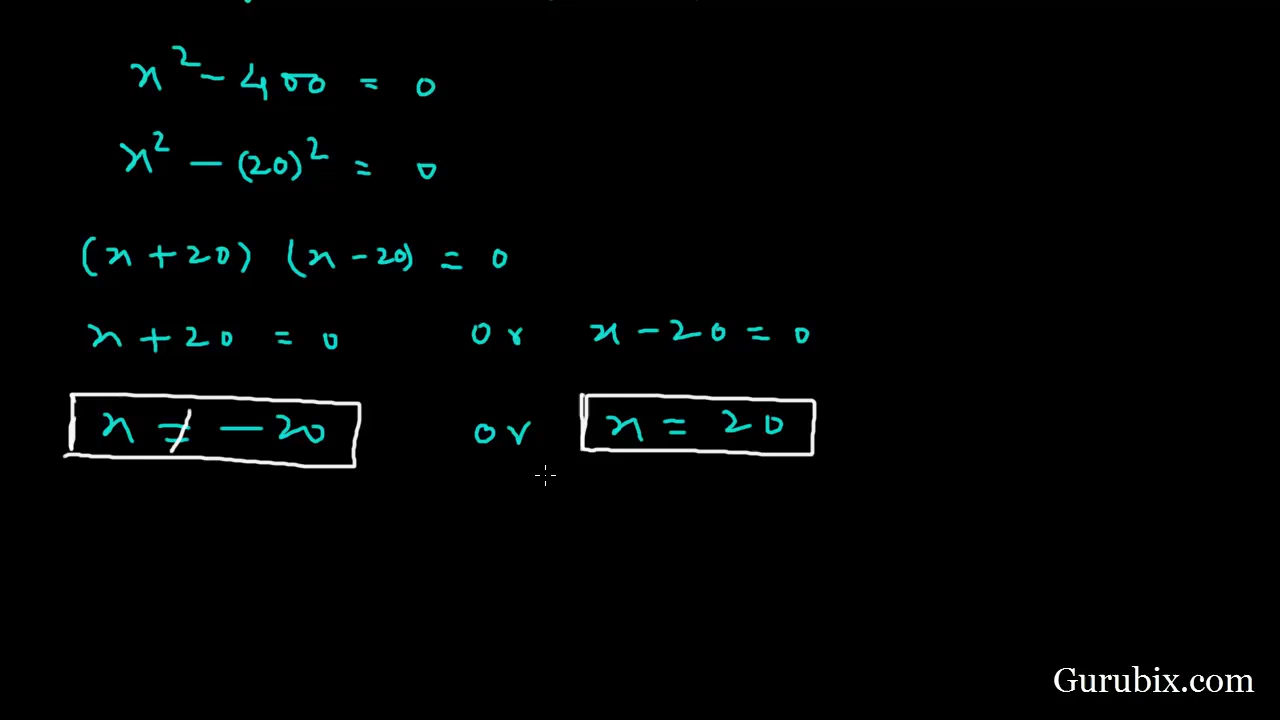 x² - 400 = 0
x² - (20)² = 0
(x + 20) (x - 20) = 0
x + 20 = 0 or x - 20 = 0
x ≠ - 20 or x = 20
Gurubix.com